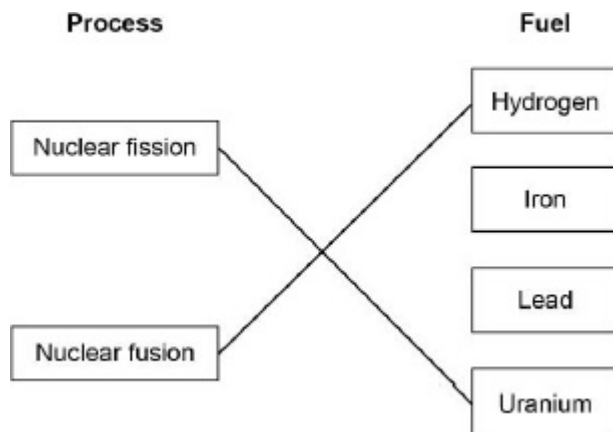 Process
Fuel
Hydrogen
Nuclear fission
Iron
Lead
Nuclear fusion
Uranium